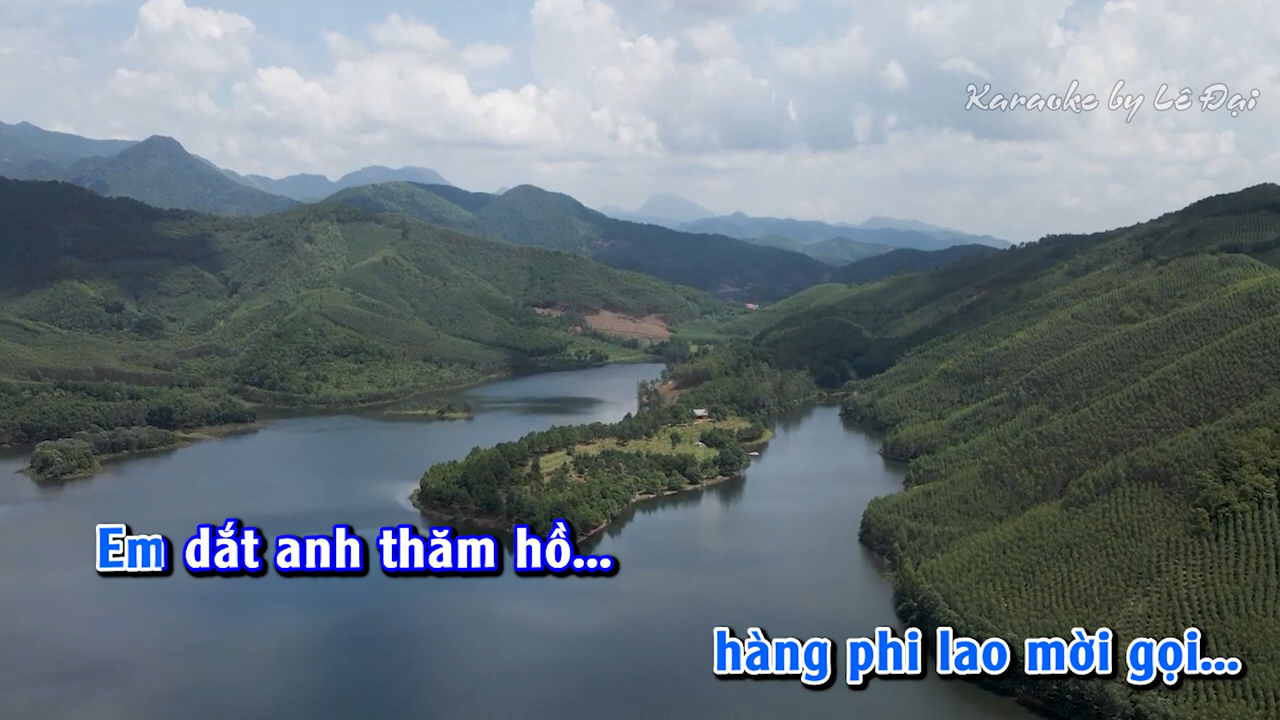 Karaoke by Lê Đại
Em dắt anh thăm hồ...
hàng phi lao mời gọi...